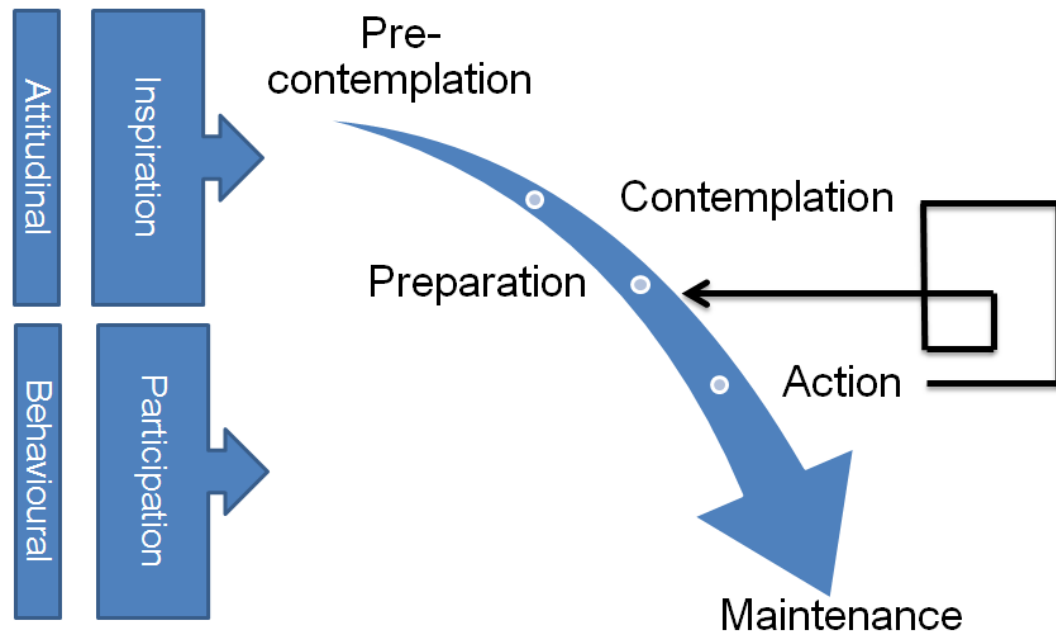 Attitudinal
Inspiration
Pre-
contemplation
Contemplation
Preparation
Behavioural
Participation
Action
Maintenance